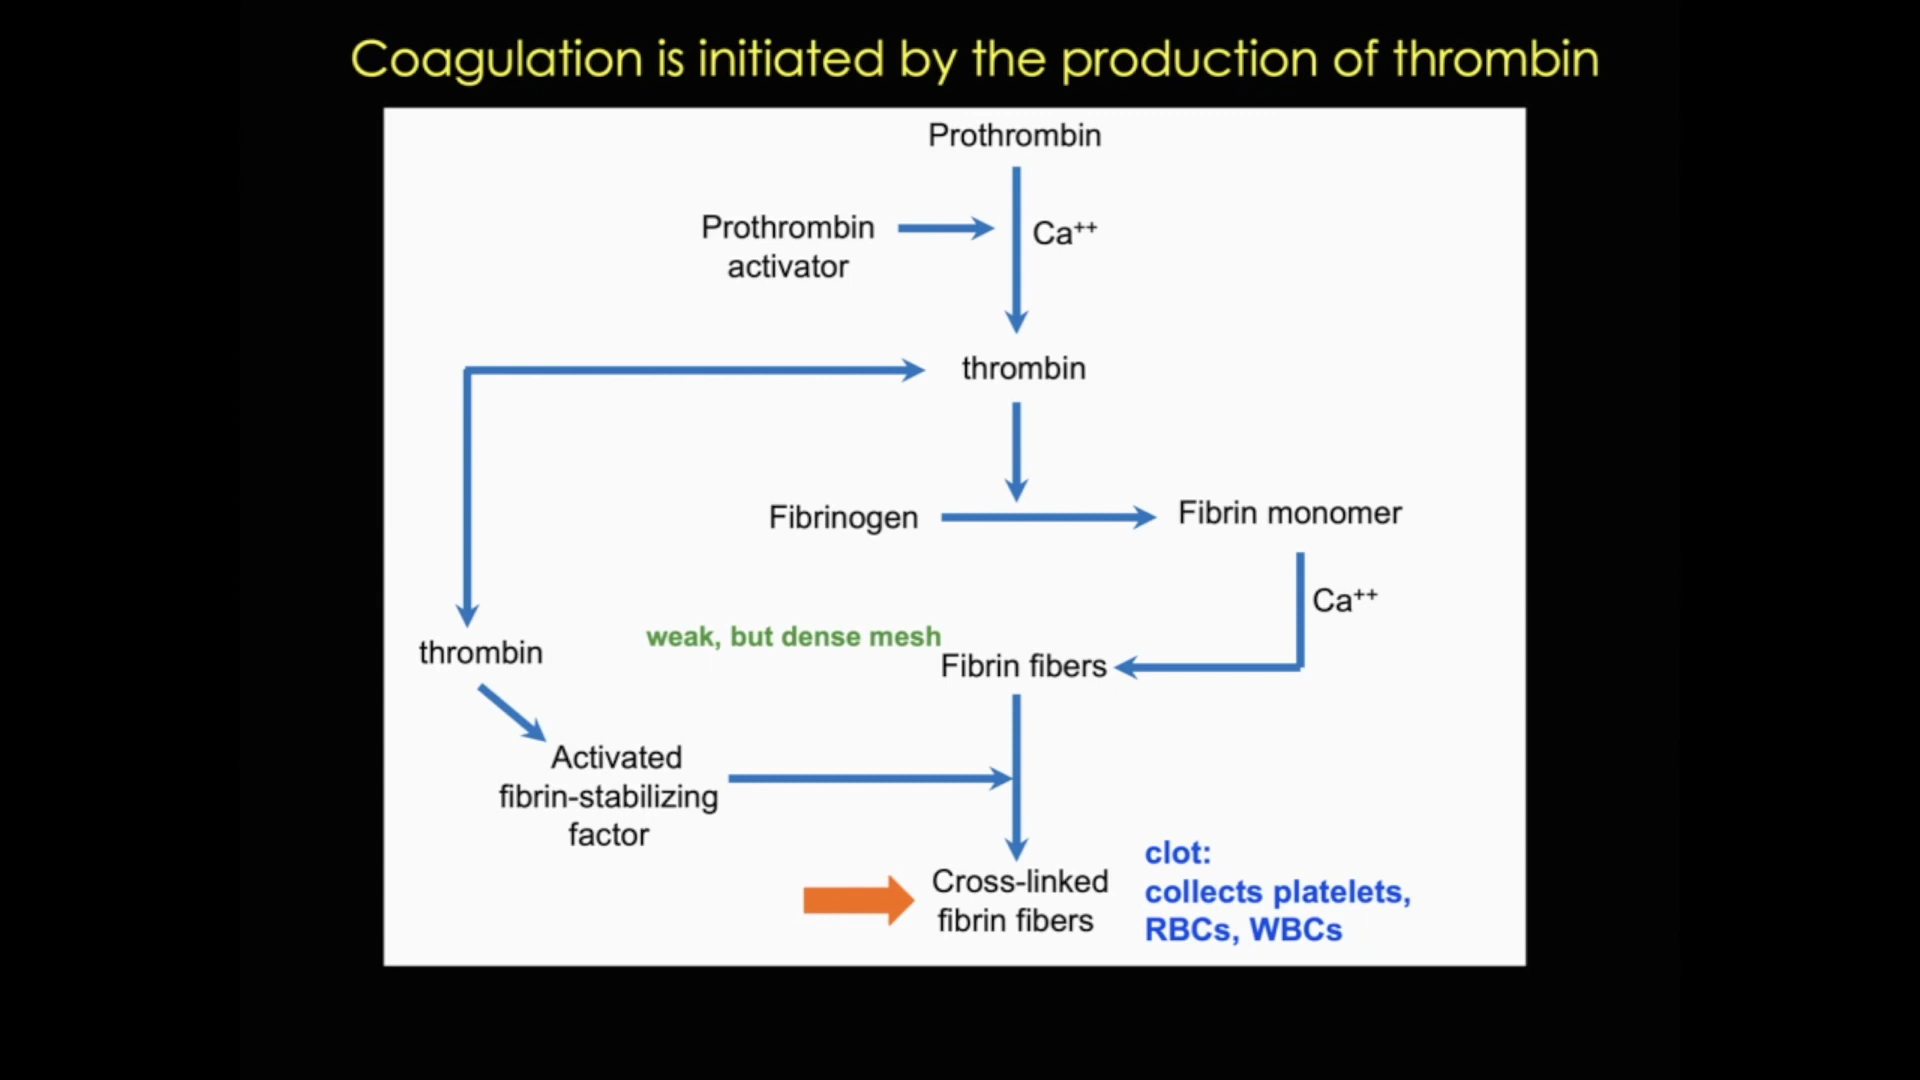 Coagulation is initiated by the production of thrombin
Prothrombin
Prothrombin
activator
Ca⁺⁺
thrombin
Fibrinogen
Fibrin monomer
Ca⁺⁺
thrombin
weak, but dense mesh
Fibrin fibers
Activated
fibrin-stabilizing
factor
Cross-linked
fibrin fibers
clot:
collects platelets,
RBCs, WBCs